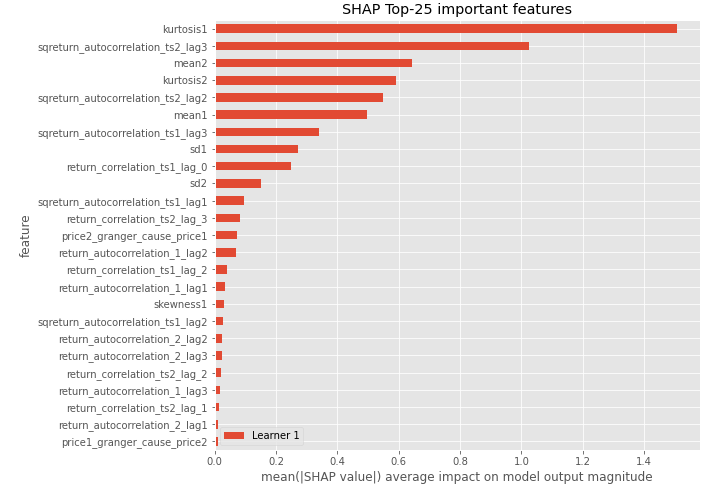 SHAP Top-25 important features
kurtosis1
sqreturn_autocorrelation_ts2_lag3
mean2
kurtosis2
sqreturn_autocorrelation_ts2_lag2
mean1
sqreturn_autocorrelation_ts1_lag3
sd1
return_correlation_ts1_lag_0
sd2
sqreturn_autocorrelation_ts1_lag1
return_correlation_ts2_lag_3
price2_granger_cause_price1
return_autocorrelation_1_lag2
return_correlation_ts1_lag_2
return_autocorrelation_1_lag1
skewness1
sqreturn_autocorrelation_ts1_lag2
return_autocorrelation_2_lag2
return_autocorrelation_2_lag3
return_correlation_ts2_lag_2
return_autocorrelation_1_lag3
return_correlation_ts2_lag_1
return_autocorrelation_2_lag1
price1_granger_cause_price2
feature
Learner 1
0.0 0.2 0.4 0.6 0.8 1.0 1.2 1.4
mean(|SHAP value|) average impact on model output magnitude